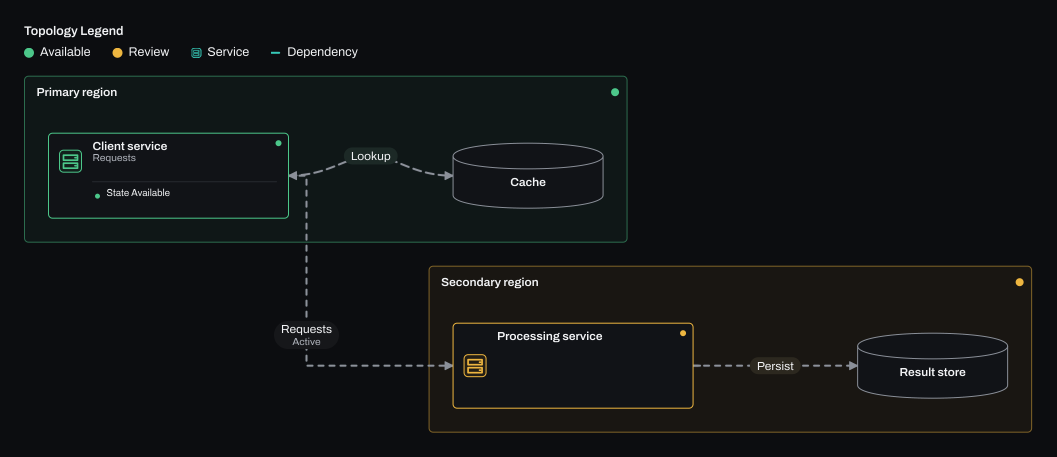 Topology Legend
Available Review Service Dependency
Primary region
Client service
Requests
State Available
Lookup
Cache
Secondary region
Requests
Active
Processing service
Persist
Result store